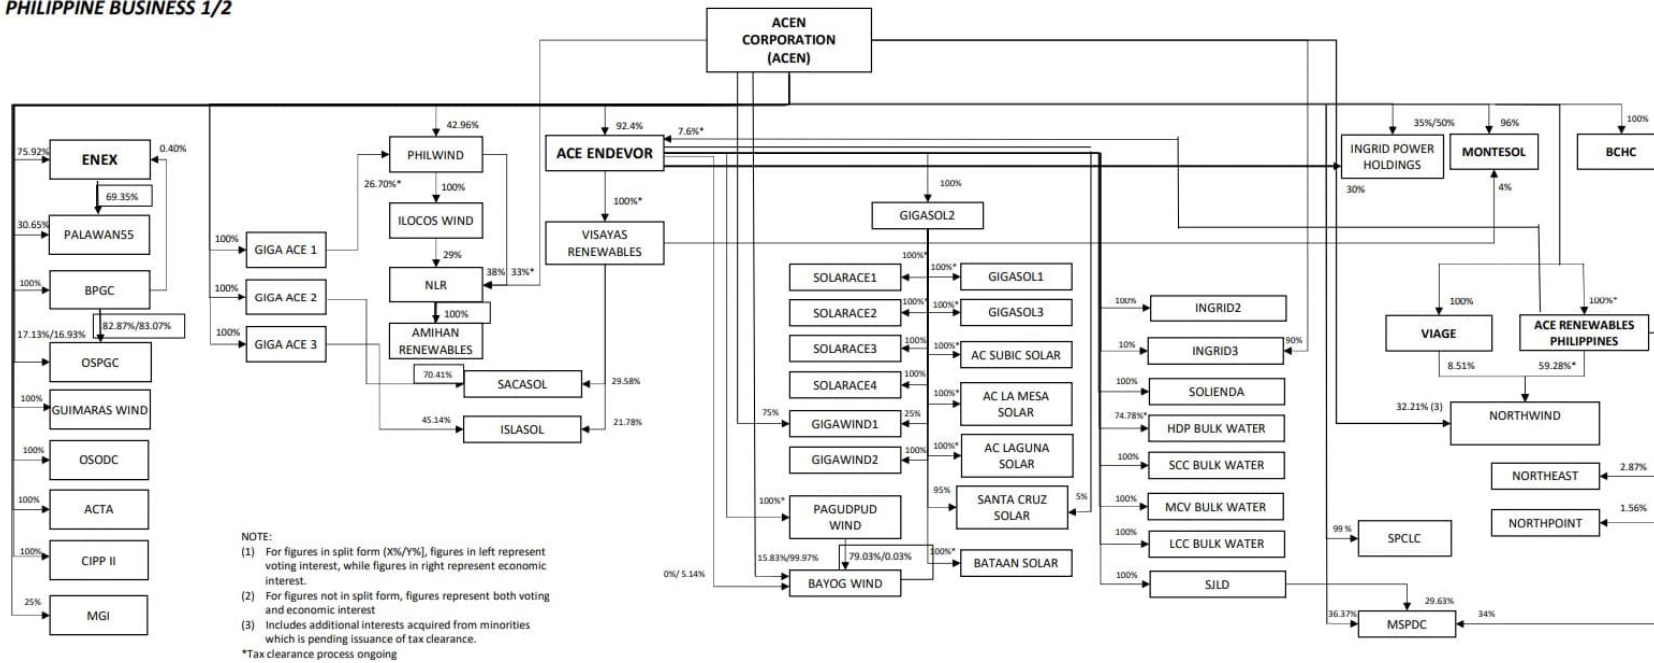 PHILIPPINE BUSINESS 1/2
ACEN
CORPORATION
(ACEN)
75.92%
ENEX
0.40%
69.35%
30.65%
PALAWAN55
100%
BPGC
82.87%/83.07%
17.13%/16.93%
OSPGC
100%
GUIMARAS WIND
100%
OSODC
100%
ACTA
100%
CIPP II
25%
MGI
100%
GIGA ACE 1
100%
GIGA ACE 2
100%
GIGA ACE 3
42.96%
PHILWIND
26.70%*
100%
ILOCOS WIND
29%
NLR
38%
33%*
100%
AMIHAN
RENEWABLES
70.41%
SACASOL
29.58%
45.14%
ISLASOL
21.78%
92.4%
ACE ENDEVOR
7.6%*
100%*
VISAYAS
RENEWABLES
100%
GIGASOL2
100%*
SOLARACE1
100%*
GIGASOL1
SOLARACE2
100%*
100%*
GIGASOL3
SOLARACE3
100%
100%*
AC SUBIC SOLAR
SOLARACE4
100%
100%*
AC LA MESA
SOLAR
75%
GIGAWIND1
25%
GIGAWIND2
100%
100%*
AC LAGUNA
SOLAR
100%*
PAGUDPUD
WIND
95%
SANTA CRUZ
SOLAR
5%
15.83%/99.97%
79.03%/0.03%
100%*
BATAAN SOLAR
0%/ 5.14%
BAYOG WIND
100%
INGRID2
10%
INGRID3
90%
100%
SOLIENDA
74.78%*
HDP BULK WATER
100%
SCC BULK WATER
100%
MCV BULK WATER
100%
LCC BULK WATER
100%
SJLD
35%/50%
INGRID POWER
HOLDINGS
30%
96%
MONTESOL
4%
100%
BCHC
100%
VIAGE
100%*
ACE RENEWABLES
PHILIPPINES
8.51%
59.28%*
32.21% (3)
NORTHWIND
NORTHEAST
2.87%
NORTHPOINT
1.56%
99 %
SPCLC
29.63%
36.37%
MSPDC
34%
NOTE:
(1) For figures in split form (X%/Y%], figures in left represent
voting interest, while figures in right represent economic
interest.
(2) For figures not in split form, figures represent both voting
and economic interest
(3) Includes additional interests acquired from minorities
which is pending issuance of tax clearance.
*Tax clearance process ongoing